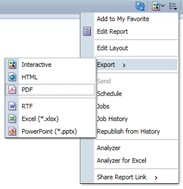 Add to My Favorite
Edit Report
Edit Layout
Export
Interactive
HTML
PDF
RTF
Excel (*.xlsx)
PowerPoint (*.pptx)
Send
Schedule
Jobs
Job History
Republish from History
Analyzer
Analyzer for Excel
Share Report Link